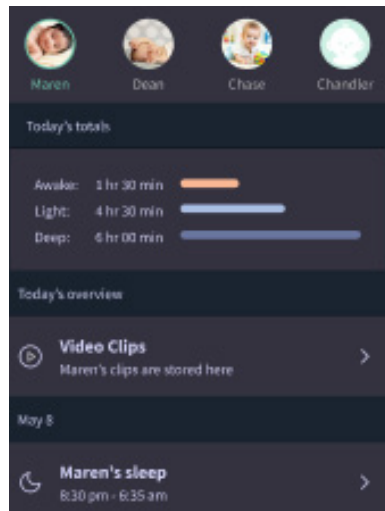 Maren Dean Chase Chandler
Today's totals
Awake: 1 hr 30 min
Light: 4 hr 30 min
Deep: 6 hr 00 min
Today's overview
Video Clips
Maren's clips are stored here
May 8
Maren's sleep
8:30 pm - 6:35 am